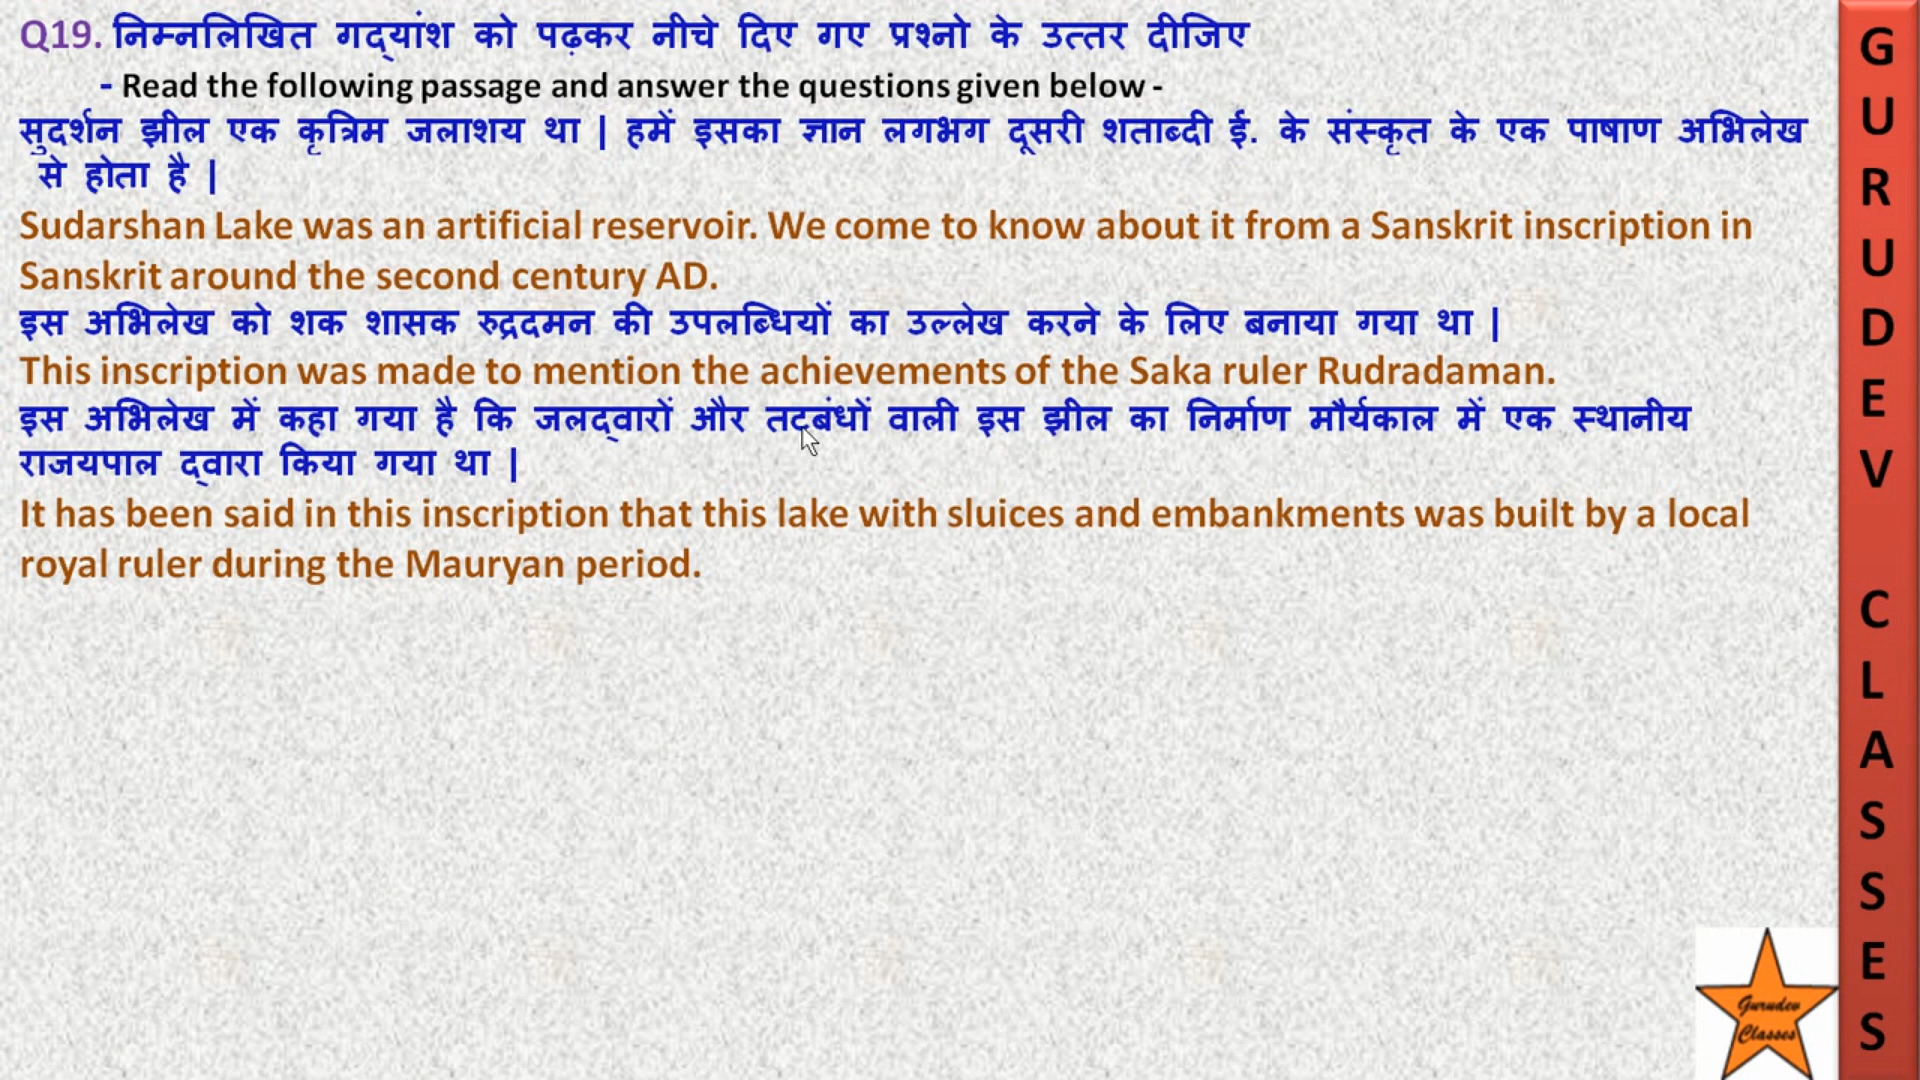 Q19. निम्नलिखित गद्यांश को पढ़कर नीचे दिए गए प्रश्नो के उत्तर दीजिए
- Read the following passage and answer the questions given below -
सुदर्शन झील एक कृत्रिम जलाशय था | हमें इसका ज्ञान लगभग दूसरी शताब्दी ई. के संस्कृत के एक पाषाण अभिलेख
से होता है |
Sudarshan Lake was an artificial reservoir. We come to know about it from a Sanskrit inscription in
Sanskrit around the second century AD.
इस अभिलेख को शक शासक रुद्रदमन की उपलब्धियों का उल्लेख करने के लिए बनाया गया था |
This inscription was made to mention the achievements of the Saka ruler Rudradaman.
इस अभिलेख में कहा गया है कि जलद्वारों और तटबंधों वाली इस झील का निर्माण मौर्यकाल में एक स्थानीय
राजयपाल द्वारा किया गया था |
It has been said in this inscription that this lake with sluices and embankments was built by a local
royal ruler during the Mauryan period.
GURUDEV CLASSES
Gurudev
Classes